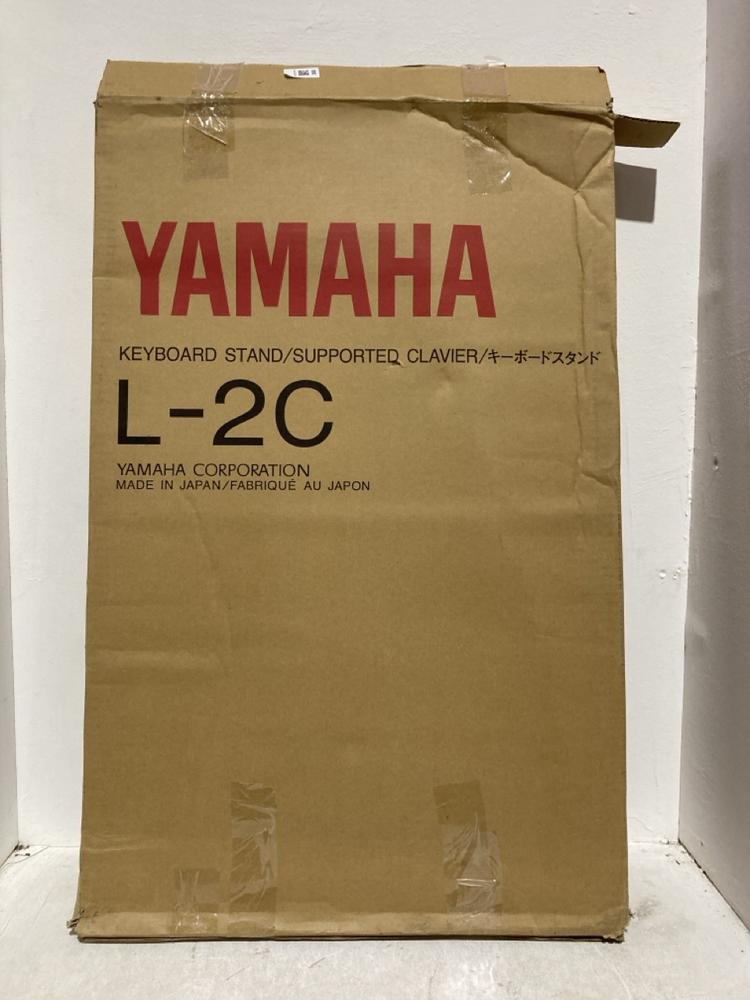 YAMAHA
KEYBOARD STAND/SUPPORTED CLAVIER/キーボードスタンド
L-2C
YAMAHA CORPORATION
MADE IN JAPAN/FABRIQUÉ AU JAPON